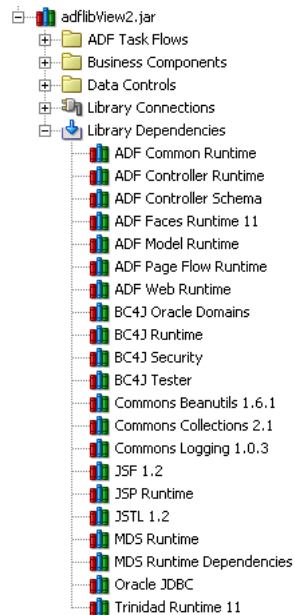 adflibView2.jar
ADF Task Flows
Business Components
Data Controls
Library Connections
Library Dependencies
ADF Common Runtime
ADF Controller Runtime
ADF Controller Schema
ADF Faces Runtime 11
ADF Model Runtime
ADF Page Flow Runtime
ADF Web Runtime
BC4J Oracle Domains
BC4J Runtime
BC4J Security
BC4J Tester
Commons Beanutils 1.6.1
Commons Collections 2.1
Commons Logging 1.0.3
JSF 1.2
JSP Runtime
JSTL 1.2
MDS Runtime
MDS Runtime Dependencies
Oracle JDBC
Trinidad Runtime 11